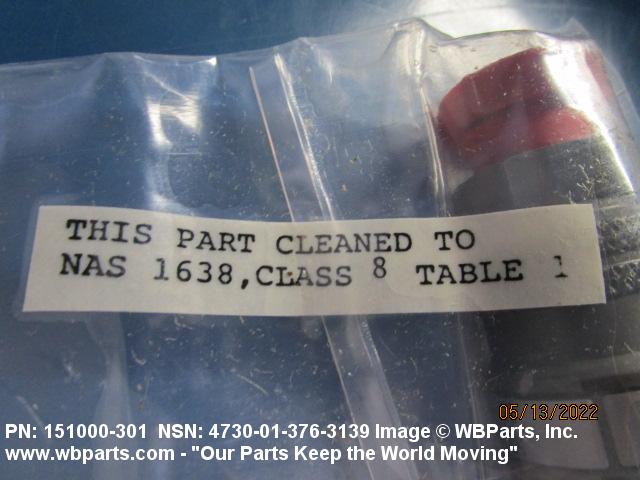 THIS PART CLEANED TO
NAS 1638,CLASS 8 TABLE 1
05/13/2022
PN: 151000-301 NSN: 4730-01-376-3139 Image © WBParts, Inc.
www.wbparts.com - "Our Parts Keep the World Moving"